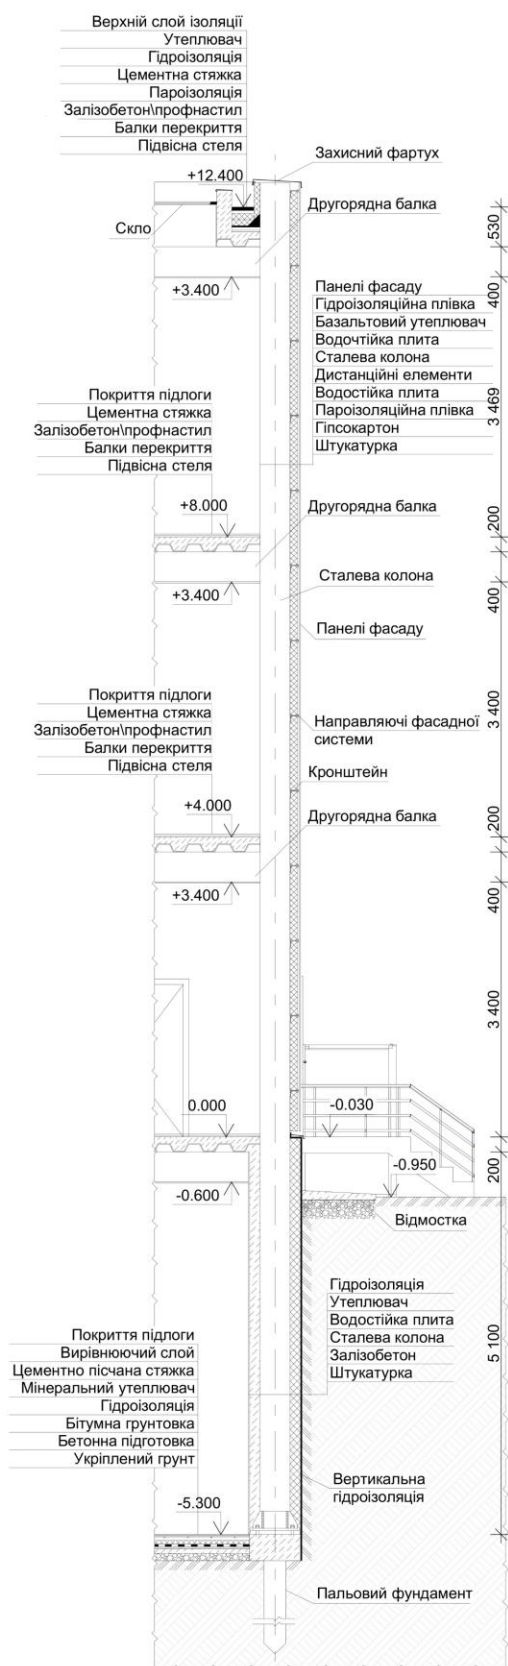 Верхній слой ізоляції
Утеплювач
Гідроізоляція
Цементна стяжка
Пароізоляція
Залізобетон\профнастил
Балки перекриття
Підвісна стеля
Захисний фартух
+12.400
Другорядна балка
Скло
530
+3.400
400
Панелі фасаду
Гідроізоляційна плівка
Базальтовий утеплювач
Водочтійка плита
Сталева колона
Дистанційні елементи
Водостійка плита
Пароізоляційна плівка
Гіпсокартон
Штукатурка
3 469
Покриття підлоги
Цементна стяжка
Залізобетон\профнастил
Балки перекриття
Підвісна стеля
+8.000
Другорядна балка
200
Сталева колона
+3.400
400
Панелі фасаду
Покриття підлоги
Цементна стяжка
Залізобетон\профнастил
Балки перекриття
Підвісна стеля
Направляючі фасадної
системи
3 400
Кронштейн
+4.000
Другорядна балка
200
+3.400
400
3 400
0.000
-0.030
200
-0.950
-0.600
Відмостка
Гідроізоляція
Утеплювач
Водостійка плита
Сталева колона
Залізобетон
Штукатурка
5 100
Покриття підлоги
Вирівнюючий слой
Цементно пісчана стяжка
Мінеральний утеплювач
Гідроізоляція
Бітумна грунтовка
Бетонна підготовка
Укріплений грунт
Вертикальна
гідроізоляція
-5.300
Пальовий фундамент